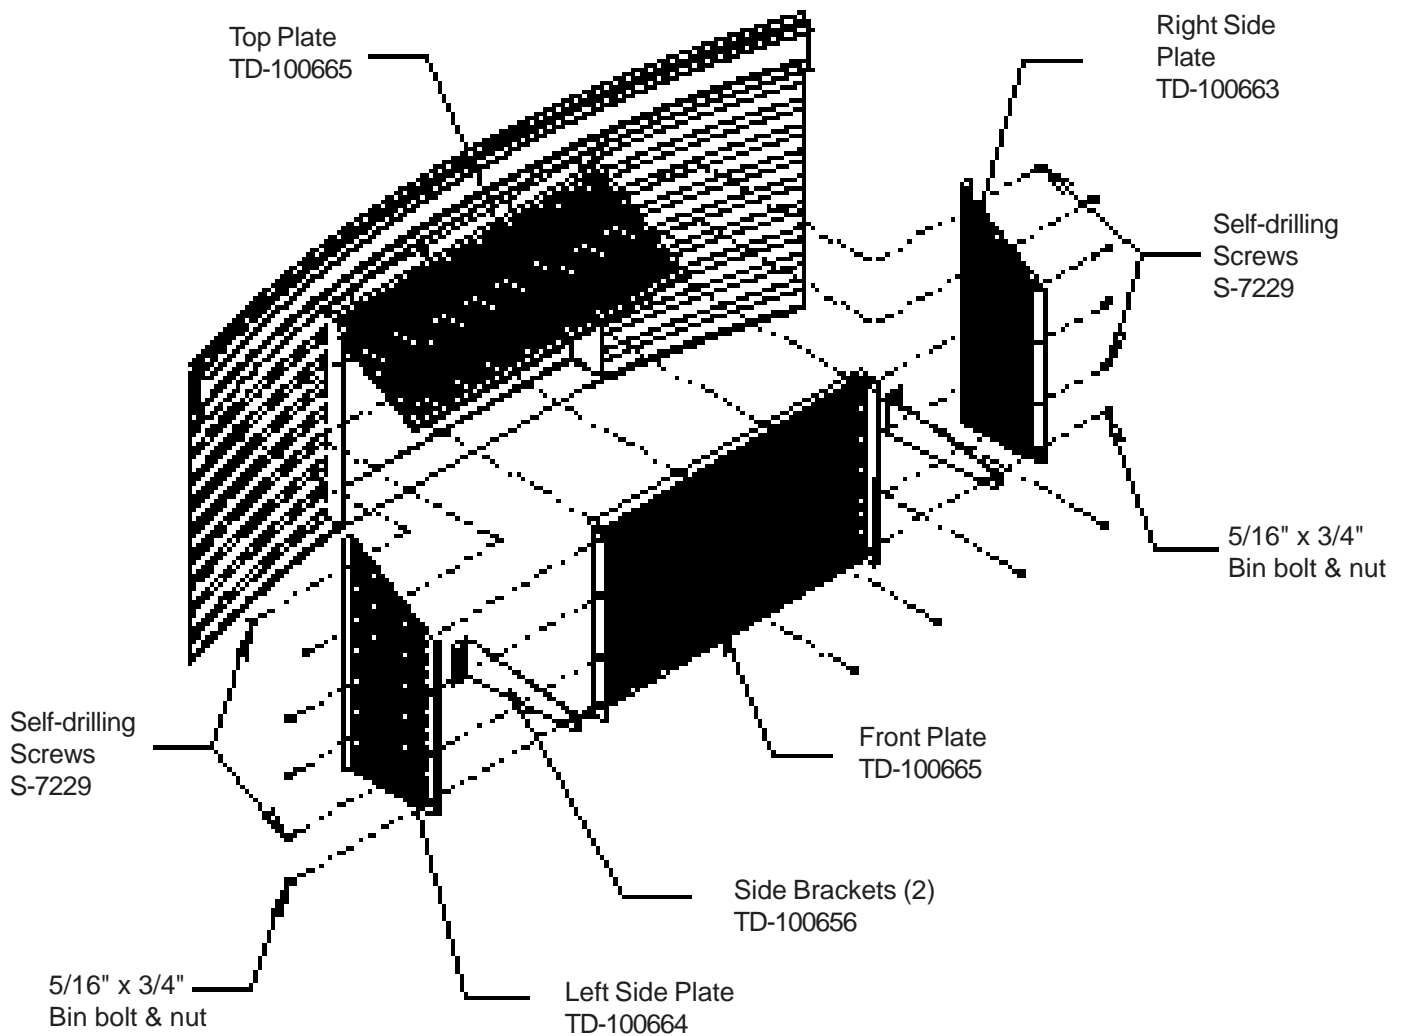 Top Plate
TD-100665
Right Side
Plate
TD-100663
Self-drilling
Screws
S-7229
5/16" x 3/4"
Bin bolt & nut
Self-drilling
Screws
S-7229
Front Plate
TD-100665
Side Brackets (2)
TD-100656
5/16" x 3/4"
Bin bolt & nut
Left Side Plate
TD-100664